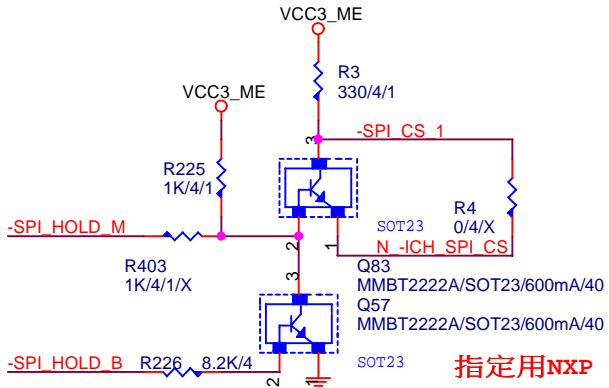 VCC3_ME
R3
330/4/1
VCC3_ME
-SPI_CS_1
3
R225
1K/4/1
R4
0/4/X
SOT23
-SPI_HOLD_M
2
1
N_-ICH_SPI_CS
R403
1K/4/1/X
Q83
MMBT2222A/SOT23/600mA/40
3
Q57
MMBT2222A/SOT23/600mA/40
-SPI_HOLD_B
R226
8.2K/4
2
1
SOT23
指定用NXP